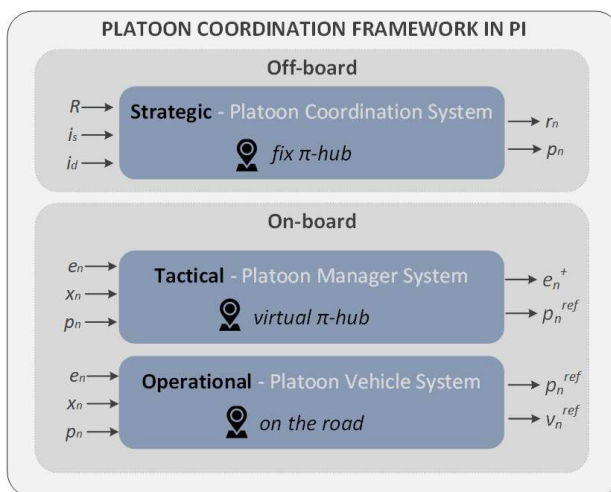 PLATOON COORDINATION FRAMEWORK IN PI
Off-board
R
iₛ
i_d
Strategic - Platoon Coordination System
fix π-hub
rₙ
pₙ
On-board
eₙ
xₙ
pₙ
Tactical - Platoon Manager System
virtual π-hub
eₙ⁺
pₙʳᵉᶠ
eₙ
xₙ
pₙ
Operational - Platoon Vehicle System
on the road
pₙʳᵉᶠ
vₙʳᵉᶠ